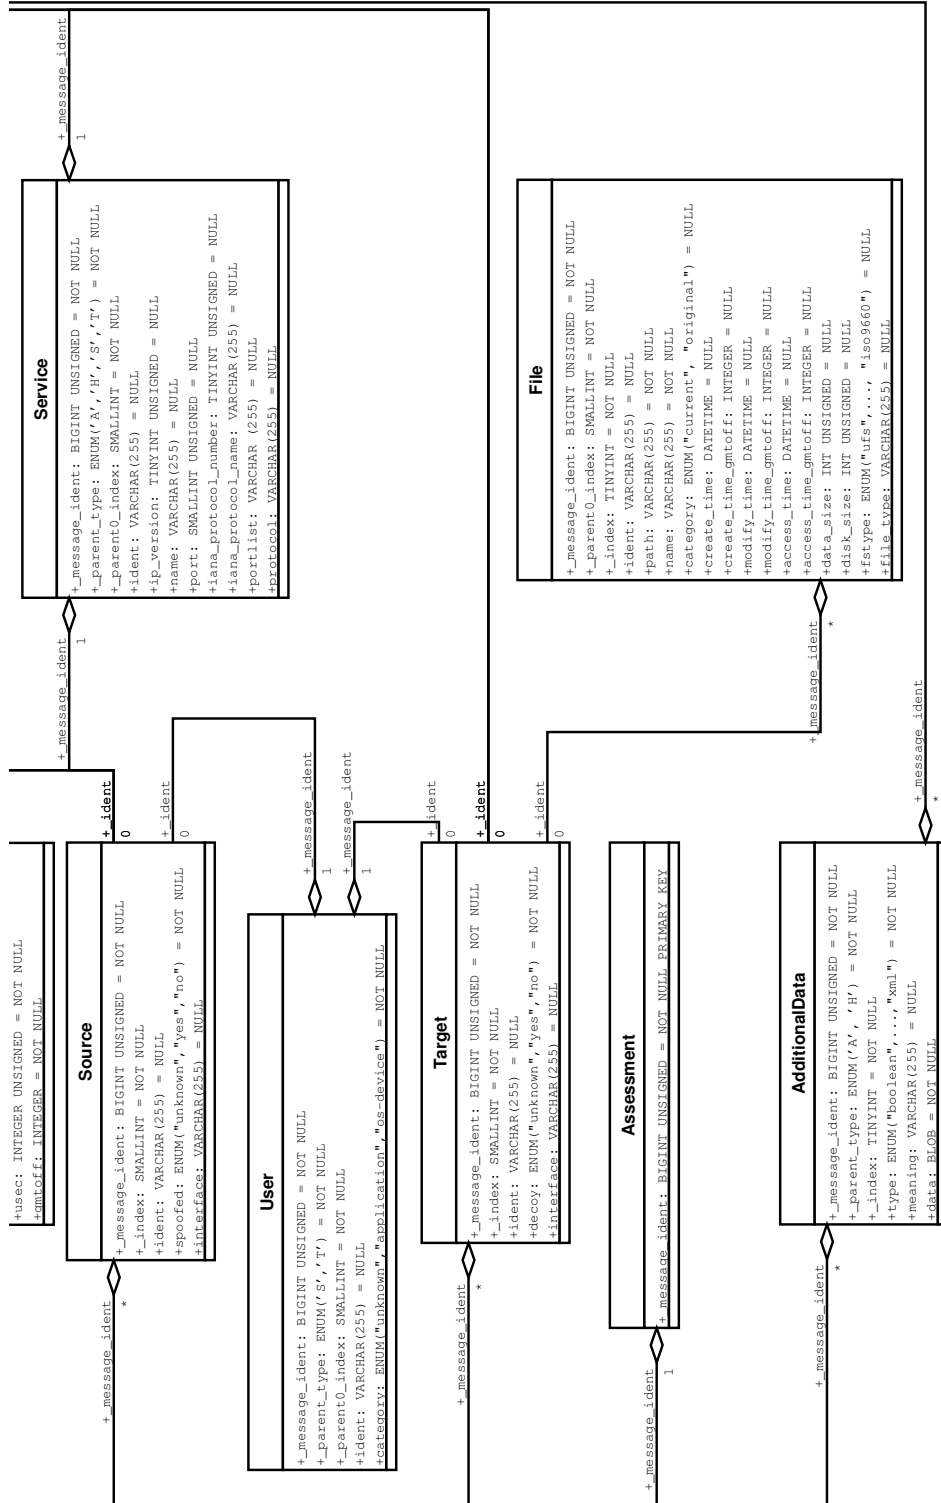 +usec: INTEGER UNSIGNED = NOT NULL
+gmtoff: INTEGER = NOT NULL
Source
+_message_ident: BIGINT UNSIGNED = NOT NULL
+_index: SMALLINT = NOT NULL
+ident: VARCHAR(255) = NULL
+spoofed: ENUM("unknown","yes","no") = NOT NULL
+interface: VARCHAR(255) = NULL
+_message_ident
*
+_ident
0
+_ident
0
Service
+_message_ident: BIGINT UNSIGNED = NOT NULL
+_parent_type: ENUM('A','H','S','T') = NOT NULL
+_parent0_index: SMALLINT = NOT NULL
+ident: VARCHAR(255) = NULL
+ip_version: TINYINT UNSIGNED = NULL
+name: VARCHAR(255) = NULL
+port: SMALLINT UNSIGNED = NULL
+iana_protocol_number: TINYINT UNSIGNED = NULL
+iana_protocol_name: VARCHAR(255) = NULL
+portlist: VARCHAR (255) = NULL
+protocol: VARCHAR(255) = NULL
+_message_ident
1
+_message_ident
1
User
+_message_ident: BIGINT UNSIGNED = NOT NULL
+_parent_type: ENUM('S','T') = NOT NULL
+_parent0_index: SMALLINT = NOT NULL
+ident: VARCHAR(255) = NULL
+category: ENUM("unknown","application","os-device") = NOT NULL
+_message_ident
1
+_message_ident
1
Target
+_message_ident: BIGINT UNSIGNED = NOT NULL
+_index: SMALLINT = NOT NULL
+ident: VARCHAR(255) = NULL
+decoy: ENUM("unknown","yes","no") = NOT NULL
+interface: VARCHAR(255) = NULL
+_message_ident
*
+_ident
0
+_ident
0
+_ident
0
File
+_message_ident: BIGINT UNSIGNED = NOT NULL
+_parent0_index: SMALLINT = NOT NULL
+_index: TINYINT = NOT NULL
+ident: VARCHAR(255) = NULL
+path: VARCHAR(255) = NOT NULL
+name: VARCHAR(255) = NOT NULL
+category: ENUM("current", "original") = NULL
+create_time: DATETIME = NULL
+create_time_gmtoff: INTEGER = NULL
+modify_time: DATETIME = NULL
+modify_time_gmtoff: INTEGER = NULL
+access_time: DATETIME = NULL
+access_time_gmtoff: INTEGER = NULL
+data_size: INT UNSIGNED = NULL
+disk_size: INT UNSIGNED = NULL
+fstype: ENUM("ufs",..., "iso9660") = NULL
+file_type: VARCHAR(255) = NULL
+_message_ident
*
Assessment
+_message_ident: BIGINT UNSIGNED = NOT NULL PRIMARY KEY
+_message_ident
1
AdditionalData
+_message_ident: BIGINT UNSIGNED = NOT NULL
+_parent_type: ENUM('A', 'H') = NOT NULL
+_index: TINYINT = NOT NULL
+type: ENUM("boolean",...,"xml") = NOT NULL
+meaning: VARCHAR(255) = NULL
+data: BLOB = NOT NULL
+_message_ident
*
+_message_ident
*